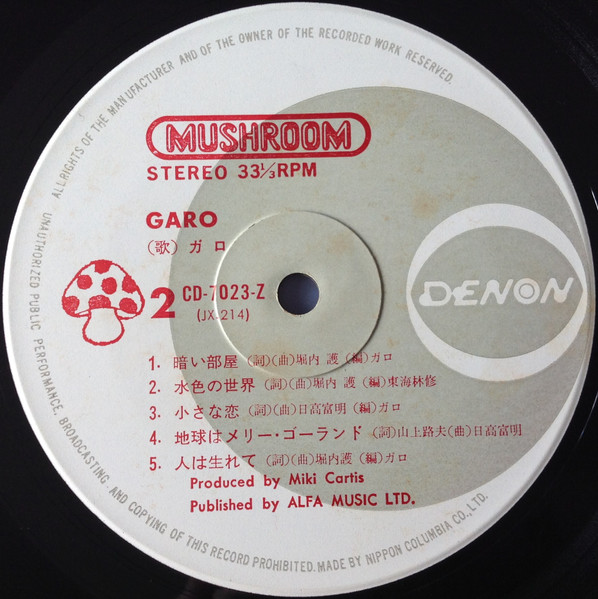 ALL RIGHTS OF THE MANUFACTURER AND OF THE OWNER OF THE RECORDED WORK RESERVED.
UNAUTHORIZED PUBLIC PERFORMANCE, BROADCASTING AND COPYING OF THIS RECORD PROHIBITED. MADE BY NIPPON COLUMBIA CO., LTD.
MUSHROOM
STEREO 33⅓RPM
GARO
(歌) ガロ
DENON
2 CD-7023-Z
(JX-214)
1. 暗い部屋 (詞)(曲)堀内 護 (編)ガロ
2. 水色の世界 (詞)(曲)堀内 護 (編)東海林修
3. 小さな恋 (詞)(曲)日高富明 (編)ガロ
4. 地球はメリー・ゴーランド (詞)山上路夫(曲)日高富明
5. 人は生れて (詞)(曲)堀内護 (編)ガロ
Produced by Miki Cartis
Published by ALFA MUSIC LTD.